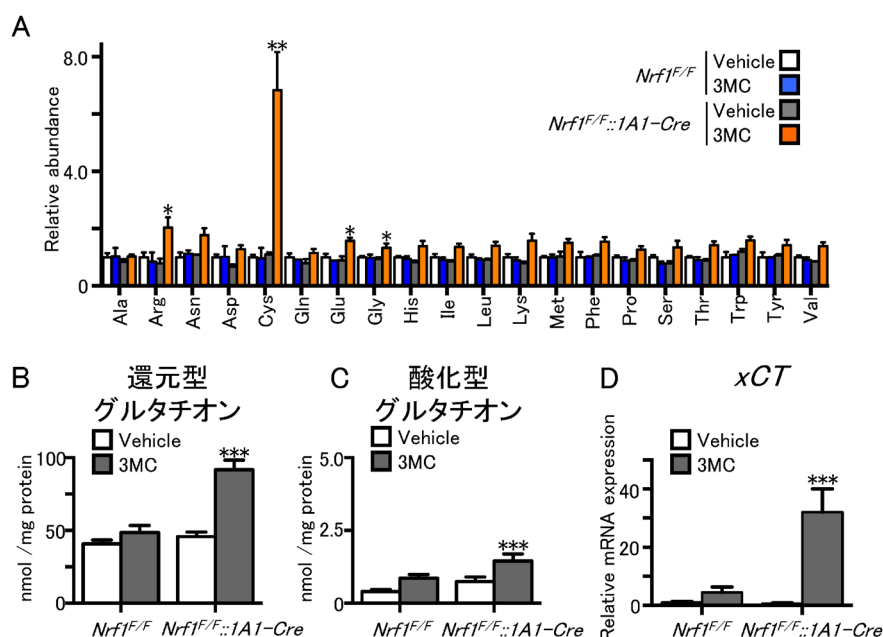 A
Relative abundance
8.0
4.0
0
**
*
*
*
Nrf1F/F
Vehicle
3MC
Nrf1F/F::1A1-Cre
Vehicle
3MC
Ala
Arg
Asn
Asp
Cys
Gln
Glu
Gly
His
Ile
Leu
Lys
Met
Phe
Pro
Ser
Thr
Trp
Tyr
Val
B
還元型
グルタチオン
Vehicle
3MC
nmol /mg protein
100
50
0
***
Nrf1F/F
Nrf1F/F::1A1-Cre
C
酸化型
グルタチオン
Vehicle
3MC
nmol /mg protein
5.0
2.5
0
***
Nrf1F/F
Nrf1F/F::1A1-Cre
D
xCT
Vehicle
3MC
Relative mRNA expression
40
20
0
***
Nrf1F/F
Nrf1F/F::1A1-Cre